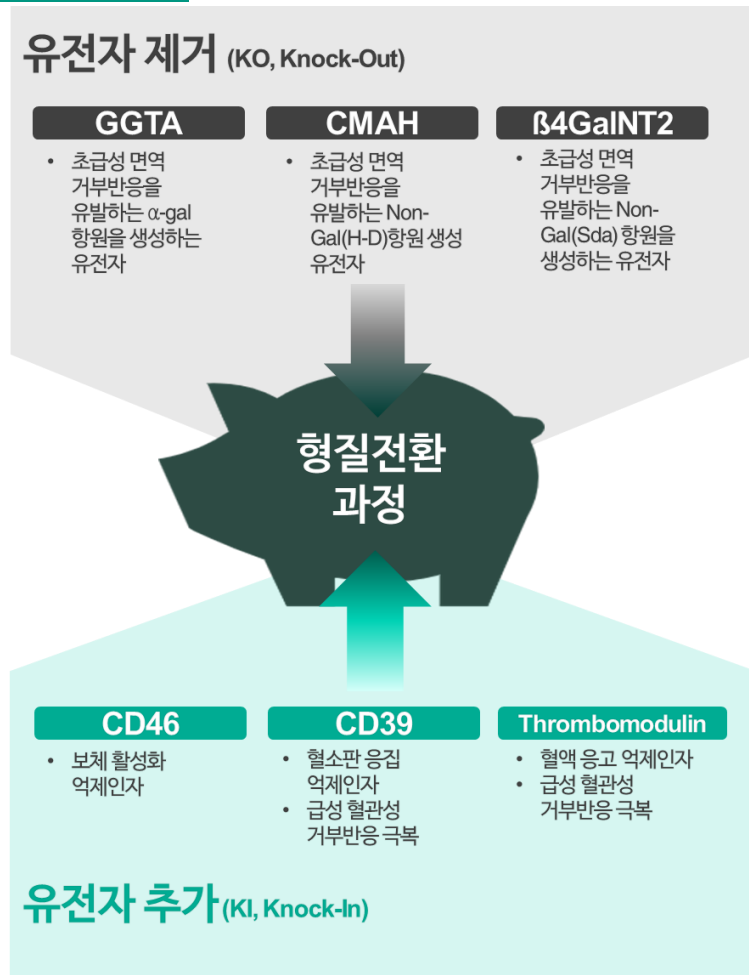 유전자 제거 (KO, Knock-Out)
GGTA
• 초급성 면역
거부반응을
유발하는 α-gal
항원을 생성하는
유전자
CMAH
• 초급성 면역
거부반응을
유발하는 Non-
Gal(H-D)항원 생성
유전자
ß4GalNT2
• 초급성 면역
거부반응을
유발하는 Non-
Gal(Sda) 항원을
생성하는 유전자
형질전환
과정
CD46
• 보체 활성화
억제인자
CD39
• 혈소판 응집
억제인자
• 급성 혈관성
거부반응 극복
Thrombomodulin
• 혈액 응고 억제인자
• 급성 혈관성
거부반응 극복
유전자 추가 (KI, Knock-In)